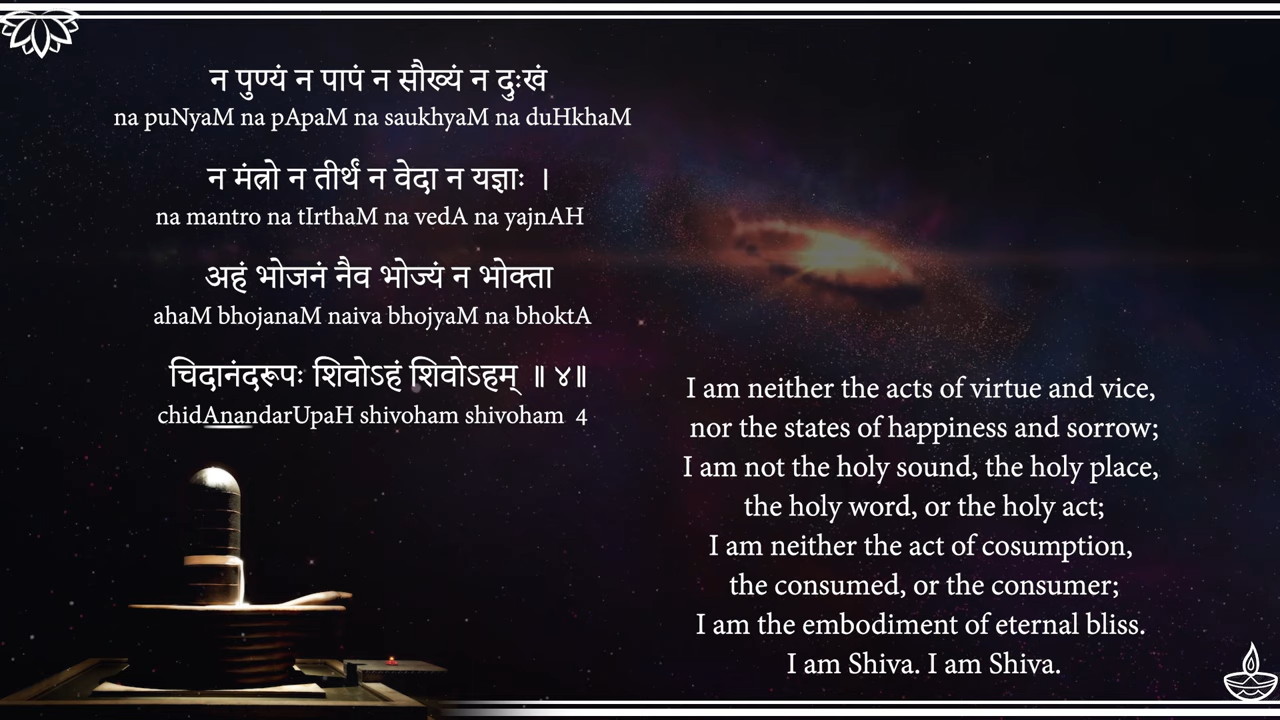 न पुण्यं न पापं न सौख्यं न दुःखं
na puNyaM na pApaM na saukhyaM na duHkhaM
न मंत्रो न तीर्थं न वेदा न यज्ञाः ।
na mantro na tIrthaM na vedA na yajnAH
अहं भोजनं नैव भोज्यं न भोक्ता
ahaM bhojanaM naiva bhojyaM na bhoktA
चिदानंदरूपः शिवोऽहं शिवोऽहम् ॥ ४॥
chidAnandarUpaH shivoham shivoham 4
I am neither the acts of virtue and vice,
nor the states of happiness and sorrow;
I am not the holy sound, the holy place,
the holy word, or the holy act;
I am neither the act of cosumption,
the consumed, or the consumer;
I am the embodiment of eternal bliss.
I am Shiva. I am Shiva.